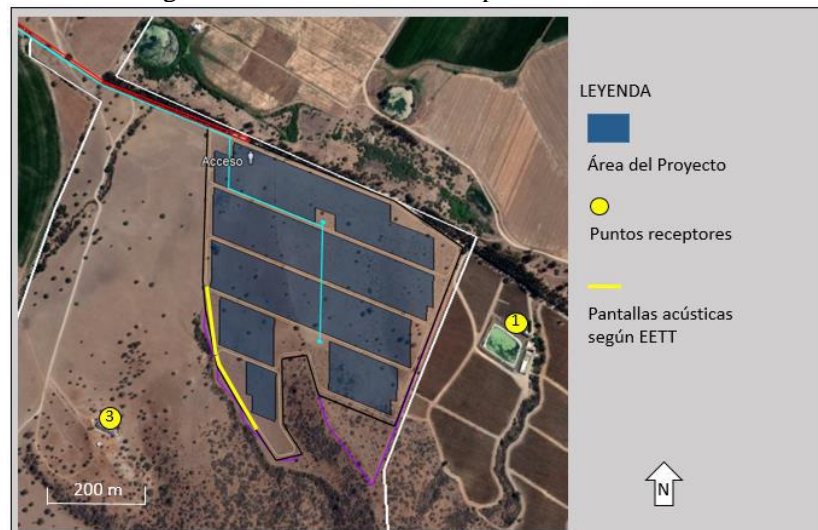 Acceso
1
3
200 m
LEYENDA
Área del Proyecto
Puntos receptores
Pantallas acústicas
según EETT
N